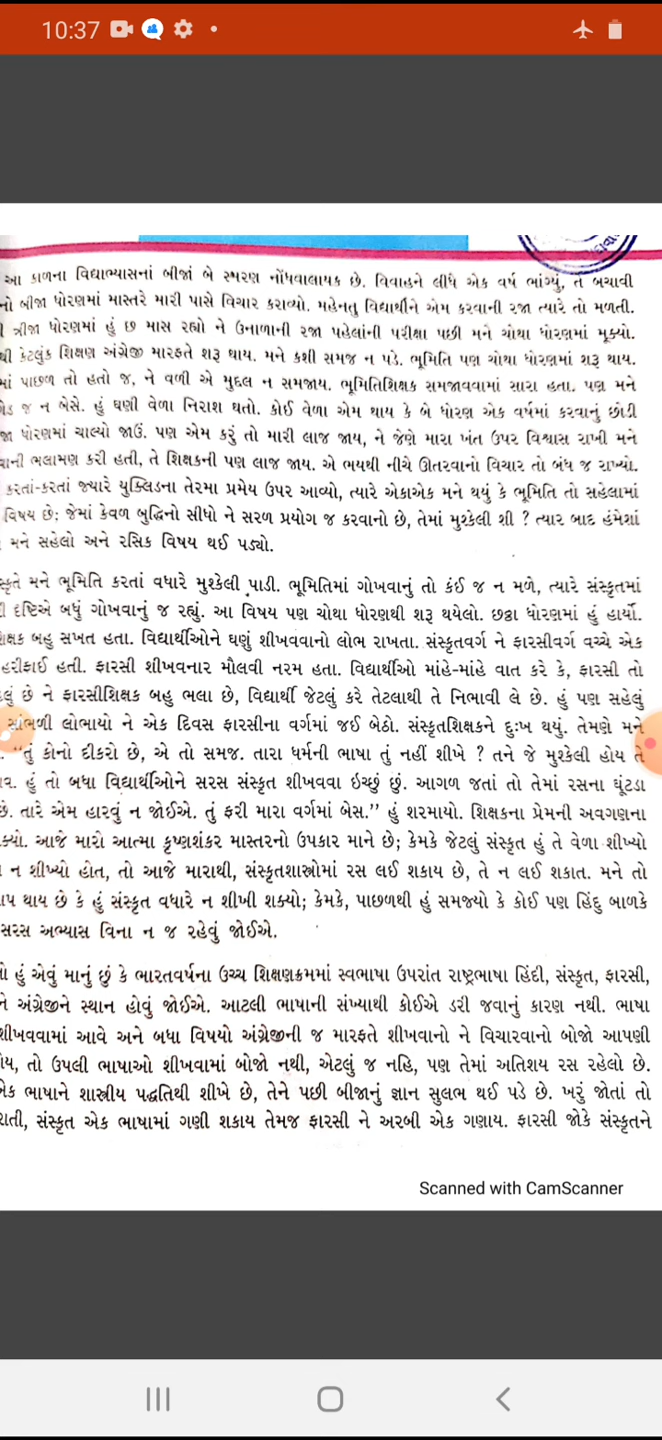 10:37
આ કાળના વિદ્યાભ્યાસનાં બીજાં બે સ્મરણ નોંધવાલાયક છે. વિવાહને લીધે એક વર્ષ ભાંગ્યું, તે બચાવી
નો બીજા ધોરણમાં માસ્તરે મારી પાસે વિચાર કરાવ્યો. મહેનતુ વિદ્યાર્થીને એમ કરવાની રજા ત્યારે તો મળતી.
ત્રીજા ધોરણમાં હું છ માસ રહ્યો ને ઉનાળાની રજા પહેલાંની પરીક્ષા પછી મને ચોથા ધોરણમાં મૂક્યો.
થી કેટલુંક શિક્ષણ અંગ્રેજી મારફતે શરૂ થાય. મને કશી સમજ ન પડે. ભૂમિતિ પણ ચોથા ધોરણમાં શરૂ થાય.
માં પાછળ તો હતો જ, ને વળી એ મુદ્દલ ન સમજાય. ભૂમિતિશિક્ષક સમજાવવામાં સારા હતા. પણ મને
ડ જ ન બેસે. હું ઘણી વેળા નિરાશ થતો. કોઈ વેળા એમ થાય કે બે ધોરણ એક વર્ષમાં કરવાનું છોડી
જા ધોરણમાં ચાલ્યો જાઉં. પણ એમ કરું તો મારી લાજ જાય, ને જેણે મારા ખંત ઉપર વિશ્વાસ રાખી મને
વાની ભલામણ કરી હતી, તે શિક્ષકની પણ લાજ જાય. એ ભયથી નીચે ઊતરવાનો વિચાર તો બંધ જ રાખ્યો.
કરતાં-કરતાં જ્યારે યુક્લિડના તેરમા પ્રમેય ઉપર આવ્યો, ત્યારે એકાએક મને થયું કે ભૂમિતિ તો સહેલામાં
વિષય છે; જેમાં કેવળ બુદ્ધિનો સીધો ને સરળ પ્રયોગ જ કરવાનો છે, તેમાં મુશ્કેલી શી ? ત્યાર બાદ હંમેશાં
મને સહેલો અને રસિક વિષય થઈ પડ્યો.
સ્કૃતે મને ભૂમિતિ કરતાં વધારે મુશ્કેલી પાડી. ભૂમિતિમાં ગોખવાનું તો કંઈ જ ન મળે, ત્યારે સંસ્કૃતમાં
ી દૃષ્ટિએ બધું ગોખવાનું જ રહ્યું. આ વિષય પણ ચોથા ધોરણથી શરૂ થયેલો. છઠ્ઠા ધોરણમાં હું હાર્યો.
ક્ષક બહુ સખત હતા. વિદ્યાર્થીઓને ઘણું શીખવવાનો લોભ રાખતા. સંસ્કૃતવર્ગ ને ફારસીવર્ગ વચ્ચે એક
હરીફાઈ હતી. ફારસી શીખવનાર મૌલવી નરમ હતા. વિદ્યાર્થીઓ માંહે-માંહે વાત કરે કે, ફારસી તો
લું છે ને ફારસીશિક્ષક બહુ ભલા છે, વિદ્યાર્થી જેટલું કરે તેટલાથી તે નિભાવી લે છે. હું પણ સહેલું
સાંભળી લોભાયો ને એક દિવસ ફારસીના વર્ગમાં જઈ બેઠો. સંસ્કૃતશિક્ષકને દુઃખ થયું. તેમણે મને
“તું કોનો દીકરો છે, એ તો સમજ. તારા ધર્મની ભાષા તું નહીં શીખે ? તને જે મુશ્કેલી હોય તે
વ. હું તો બધા વિદ્યાર્થીઓને સરસ સંસ્કૃત શીખવવા ઇચ્છું છું. આગળ જતાં તો તેમાં રસના ઘૂંટડા
છે. તારે એમ હારવું ન જોઈએ. તું ફરી મારા વર્ગમાં બેસ.” હું શરમાયો. શિક્ષકના પ્રેમની અવગણના
ક્યો. આજે મારો આત્મા કૃષ્ણશંકર માસ્તરનો ઉપકાર માને છે; કેમકે જેટલું સંસ્કૃત હું તે વેળા શીખ્યો
ન શીખ્યો હોત, તો આજે મારાથી, સંસ્કૃતશાસ્ત્રોમાં રસ લઈ શકાય છે, તે ન લઈ શકાત. મને તો
ાપ થાય છે કે હું સંસ્કૃત વધારે ન શીખી શક્યો; કેમકે, પાછળથી હું સમજ્યો કે કોઈ પણ હિંદુ બાળકે
સરસ અભ્યાસ વિના ન જ રહેવું જોઈએ.
ો હું એવું માનું છું કે ભારતવર્ષના ઉચ્ચ શિક્ષણક્રમમાં સ્વભાષા ઉપરાંત રાષ્ટ્રભાષા હિંદી, સંસ્કૃત, ફારસી,
ને અંગ્રેજીને સ્થાન હોવું જોઈએ. આટલી ભાષાની સંખ્યાથી કોઈએ ડરી જવાનું કારણ નથી. ભાષા
શીખવવામાં આવે અને બધા વિષયો અંગ્રેજીની જ મારફતે શીખવાનો ને વિચારવાનો બોજો આપણી
ોય, તો ઉપલી ભાષાઓ શીખવામાં બોજો નથી, એટલું જ નહિ, પણ તેમાં અતિશય રસ રહેલો છે.
એક ભાષાને શાસ્ત્રીય પદ્ધતિથી શીખે છે, તેને પછી બીજાનું જ્ઞાન સુલભ થઈ પડે છે. ખરું જોતાં તો
રાતી, સંસ્કૃત એક ભાષામાં ગણી શકાય તેમજ ફારસી ને અરબી એક ગણાય. ફારસી જોકે સંસ્કૃતને
Scanned with CamScanner